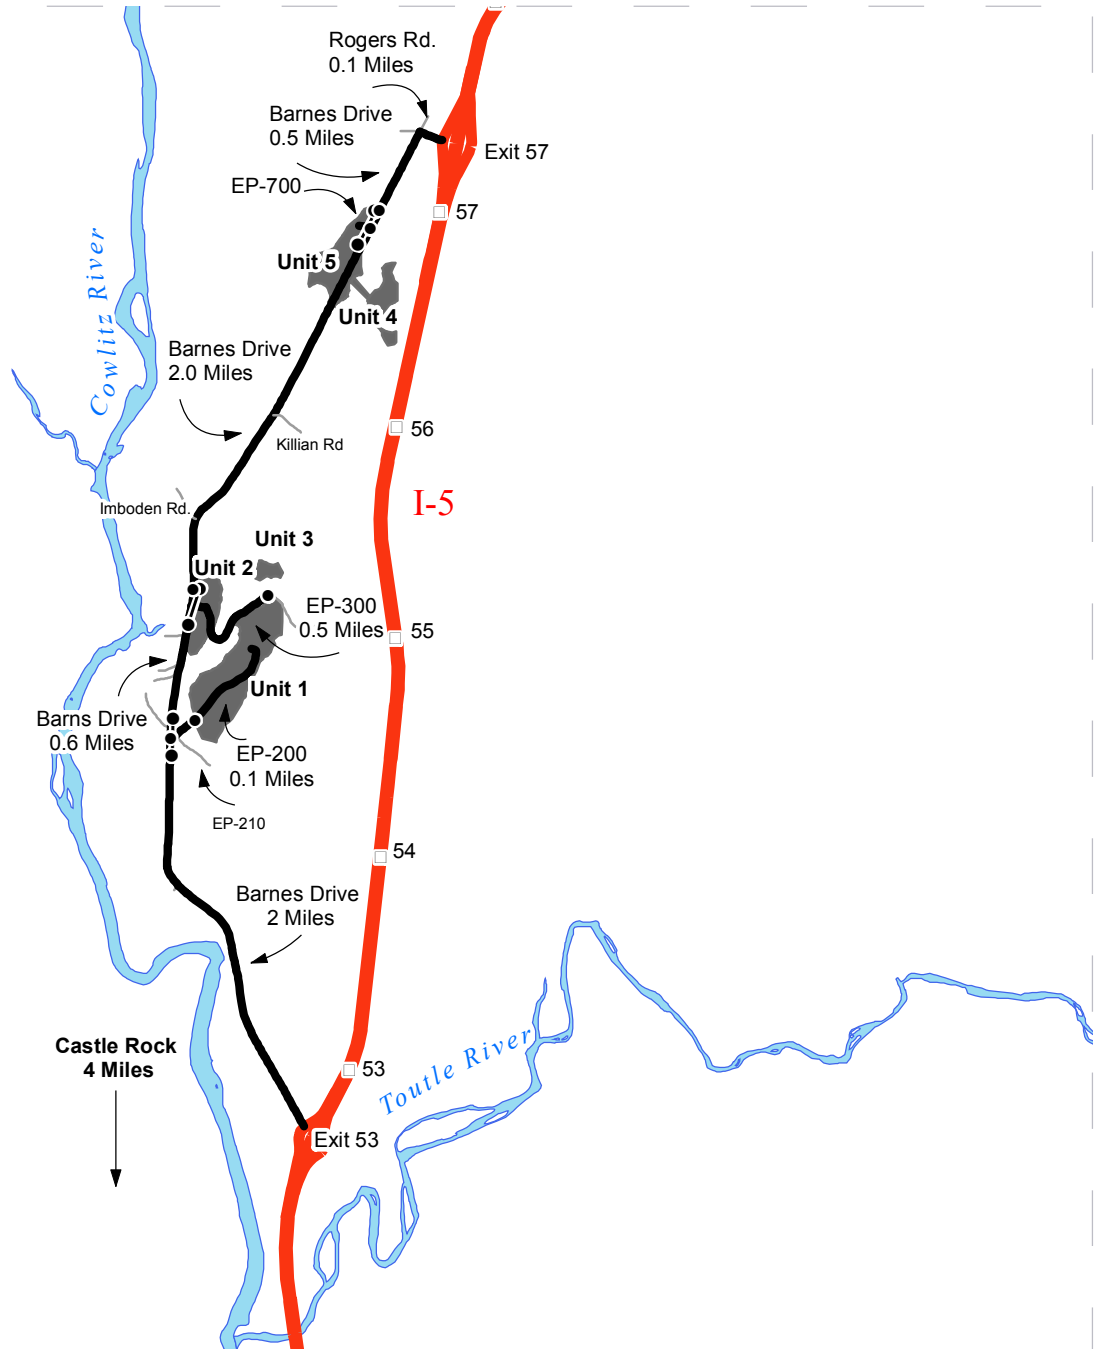 Rogers Rd.
0.1 Miles
Barnes Drive
0.5 Miles
Exit 57
EP-700
57
Unit 5
Cowlitz River
Unit 4
Barnes Drive
2.0 Miles
56
Killian Rd
I-5
Imboden Rd.
Unit 3
Unit 2
EP-300
0.5 Miles
55
Unit 1
Barns Drive
0.6 Miles
EP-200
0.1 Miles
EP-210
54
Barnes Drive
2 Miles
Castle Rock
4 Miles
53
Toutle River
Exit 53